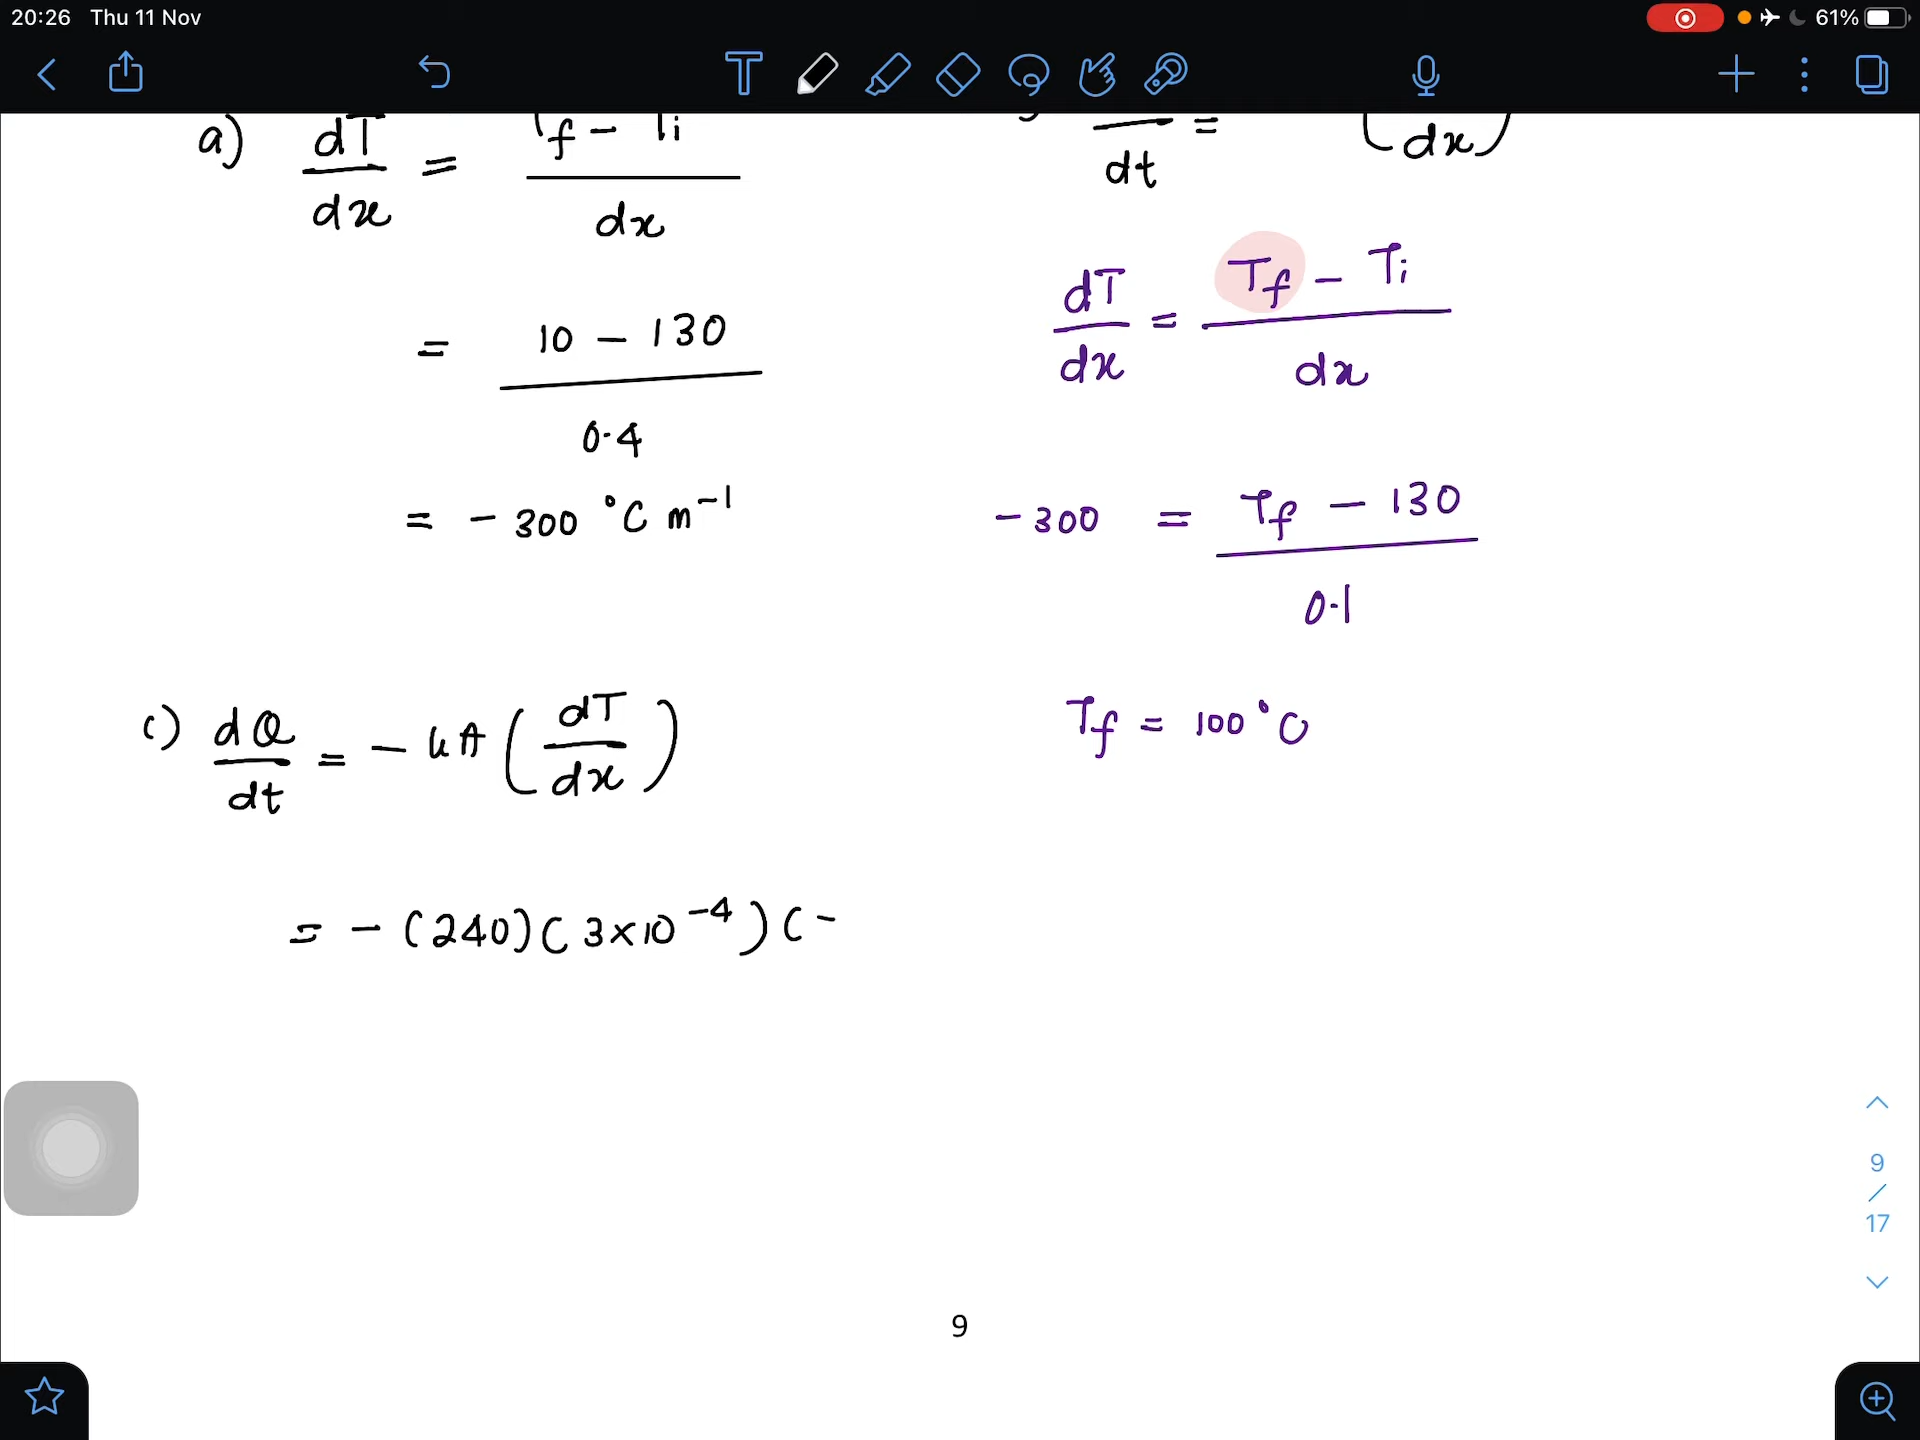 20:26 Thu 11 Nov
61%
a) dT/dx = Tf - Ti / dx
= 10 - 130 / 0.4
= - 300 °C m⁻¹
c) dQ/dt = - kA (dT/dx)
= - (240)(3×10⁻⁴)(-
dt = (dx)
dT/dx = Tf - Ti / dx
-300 = Tf - 130 / 0.1
Tf = 100°C
9
/
17
9